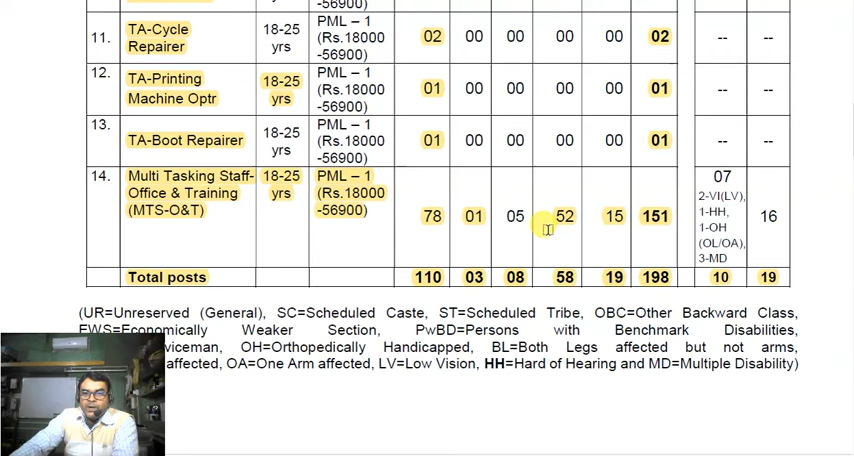 -56900)
11. TA-Cycle Repairer 18-25 yrs PML – 1 (Rs.18000 -56900) 02 00 00 00 00 02 -- --
12. TA-Printing Machine Optr 18-25 yrs PML – 1 (Rs.18000 -56900) 01 00 00 00 00 01 -- --
13. TA-Boot Repairer 18-25 yrs PML – 1 (Rs.18000 -56900) 01 00 00 00 00 01 -- --
14. Multi Tasking Staff- Office & Training (MTS-O&T) 18-25 yrs PML – 1 (Rs.18000 -56900) 78 01 05 52 15 151 07 2-VI(LV), 1-HH, 1-OH (OL/OA), 3-MD 16
Total posts 110 03 08 58 19 198 10 19
(UR=Unreserved (General), SC=Scheduled Caste, ST=Scheduled Tribe, OBC=Other Backward Class,
EWS=Economically Weaker Section, PwBD=Persons with Benchmark Disabilities,
viceman, OH=Orthopedically Handicapped, BL=Both Legs affected but not arms,
affected, OA=One Arm affected, LV=Low Vision, HH=Hard of Hearing and MD=Multiple Disability)